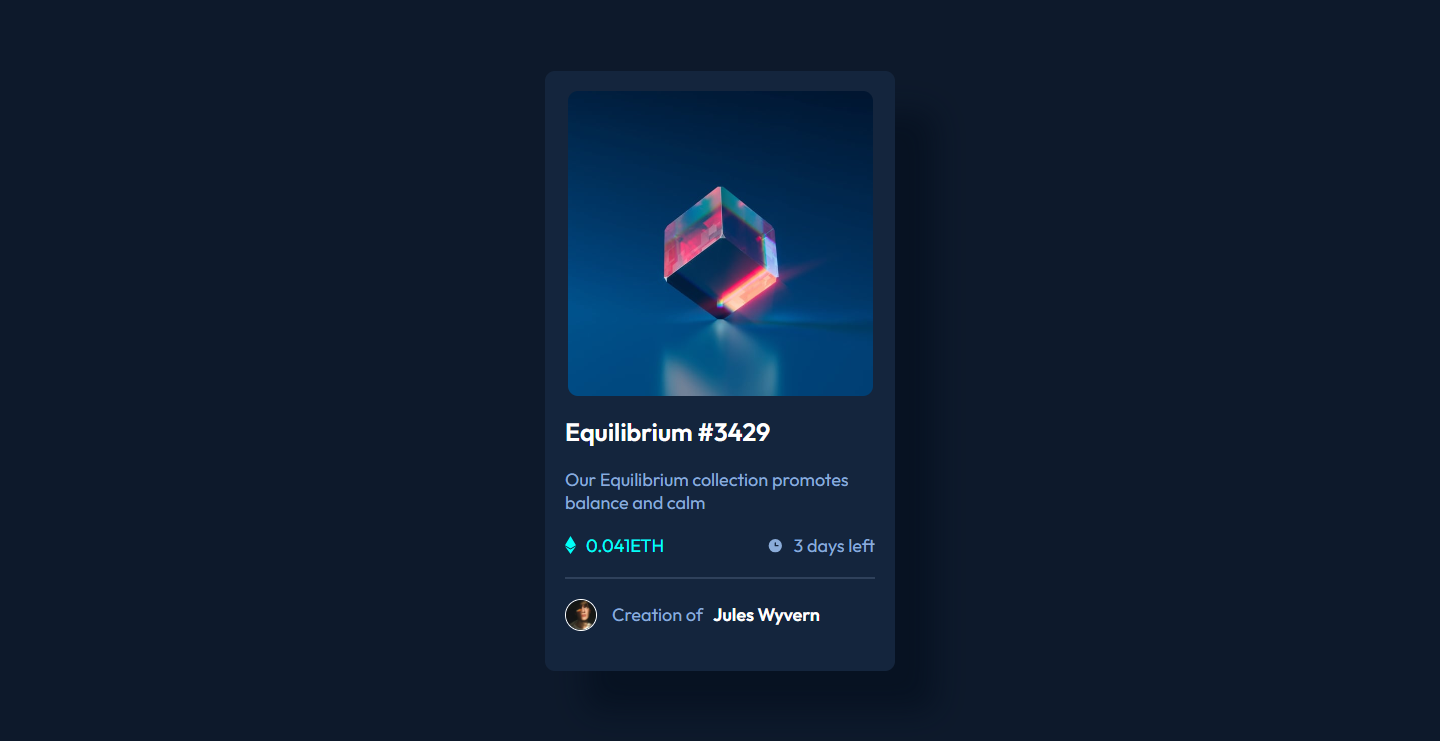 Equilibrium #3429
Our Equilibrium collection promotes
balance and calm
0.041ETH 3 days left
Creation of Jules Wyvern